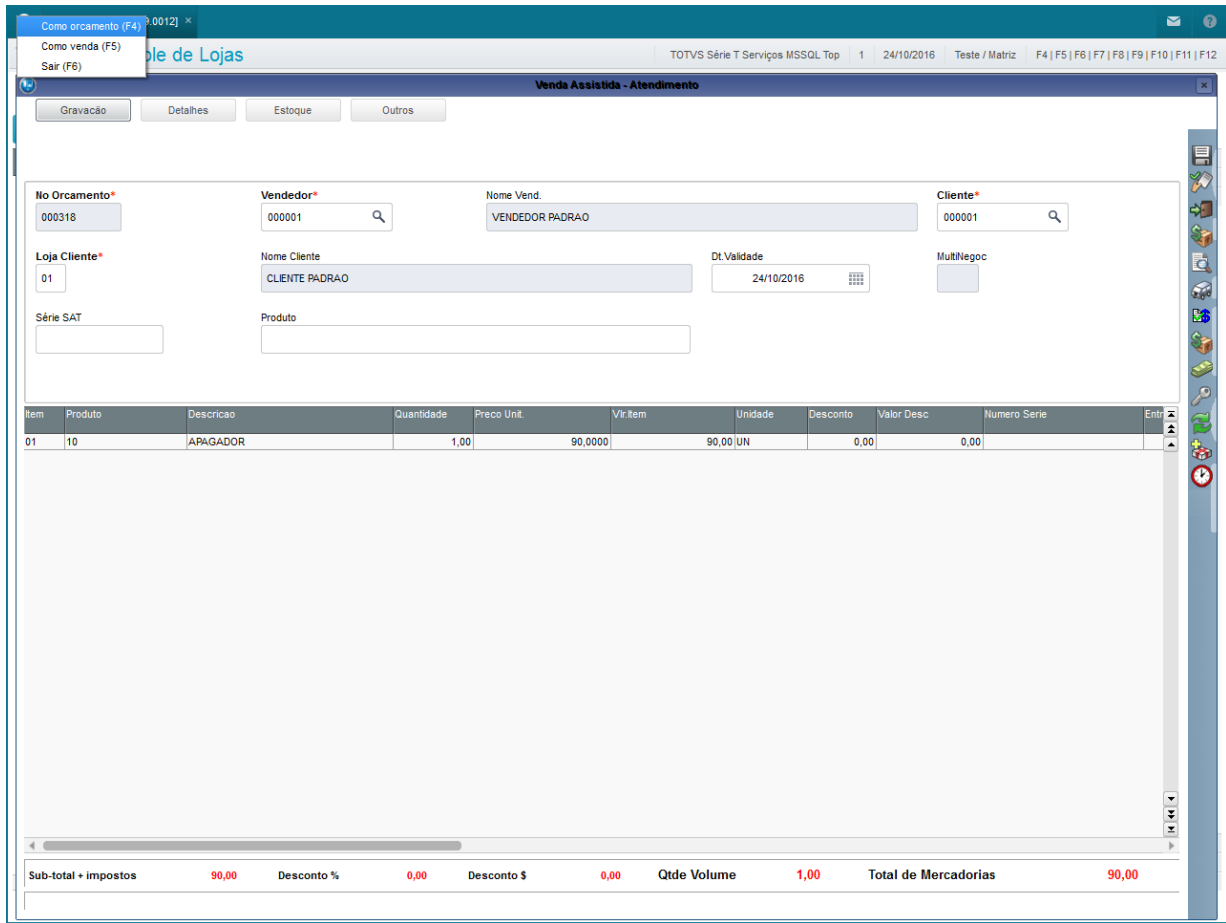 Como orcamento (F4)
9.0012] ×
Como venda (F5)
Sair (F6)
ole de Lojas
TOTVS Série T Serviços MSSQL Top 1 24/10/2016 Teste / Matriz F4 | F5 | F6 | F7 | F8 | F9 | F10 | F11 | F12
Venda Assistida - Atendimento
Gravacão Detalhes Estoque Outros
No Orcamento* Vendedor* Nome Vend. Cliente*
000318 000001 VENDEDOR PADRAO 000001
Loja Cliente* Nome Cliente Dt.Validade MultiNegoc
01 CLIENTE PADRAO 24/10/2016
Série SAT Produto
Item Produto Descricao Quantidade Preco Unit. Vlr.Item Unidade Desconto Valor Desc Numero Serie Entr
01 10 APAGADOR 1,00 90,0000 90,00 UN 0,00 0,00
Sub-total + impostos 90,00 Desconto % 0,00 Desconto $ 0,00 Qtde Volume 1,00 Total de Mercadorias 90,00